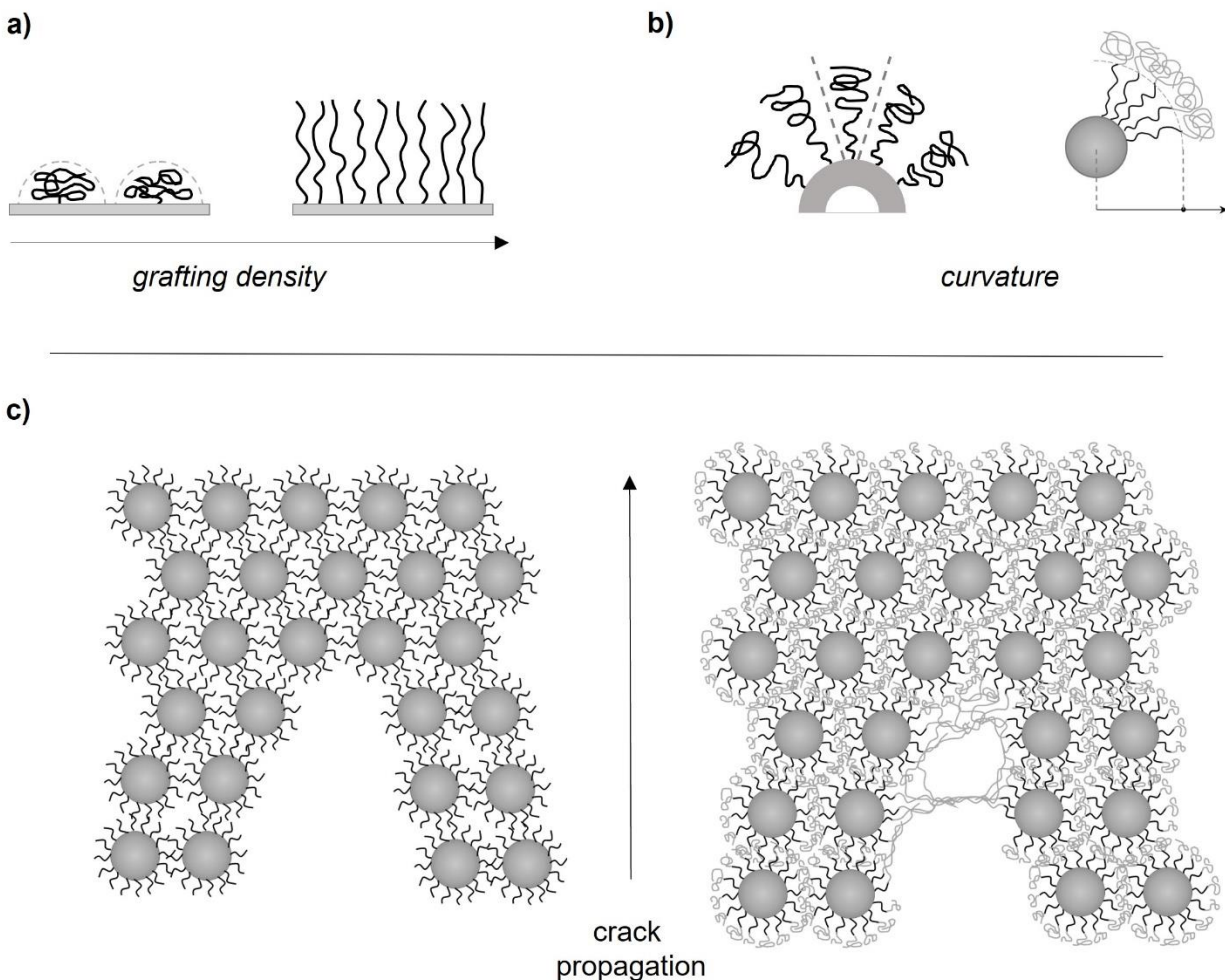 a)
b)
grafting density
curvature
c)
crack
propagation